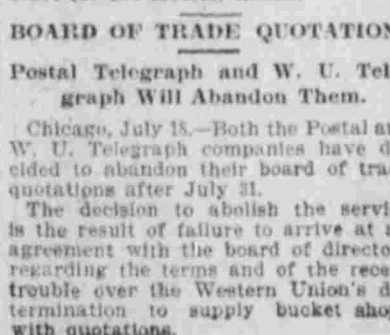 BOARD OF TRADE QUOTATION
Postal Telegraph and W. U. Tel
graph Will Abandon Them.
Chicago, July 18.—Both the Postal a
W. U. Telegraph companies have d
cided to abandon their board of tra
quotations after July 31.
The decision to abolish the servi
is the result of failure to arrive at a
agreement with the board of directo
regarding the terms and of the rece
trouble over the Western Union's d
termination to supply bucket sho
with quotations.